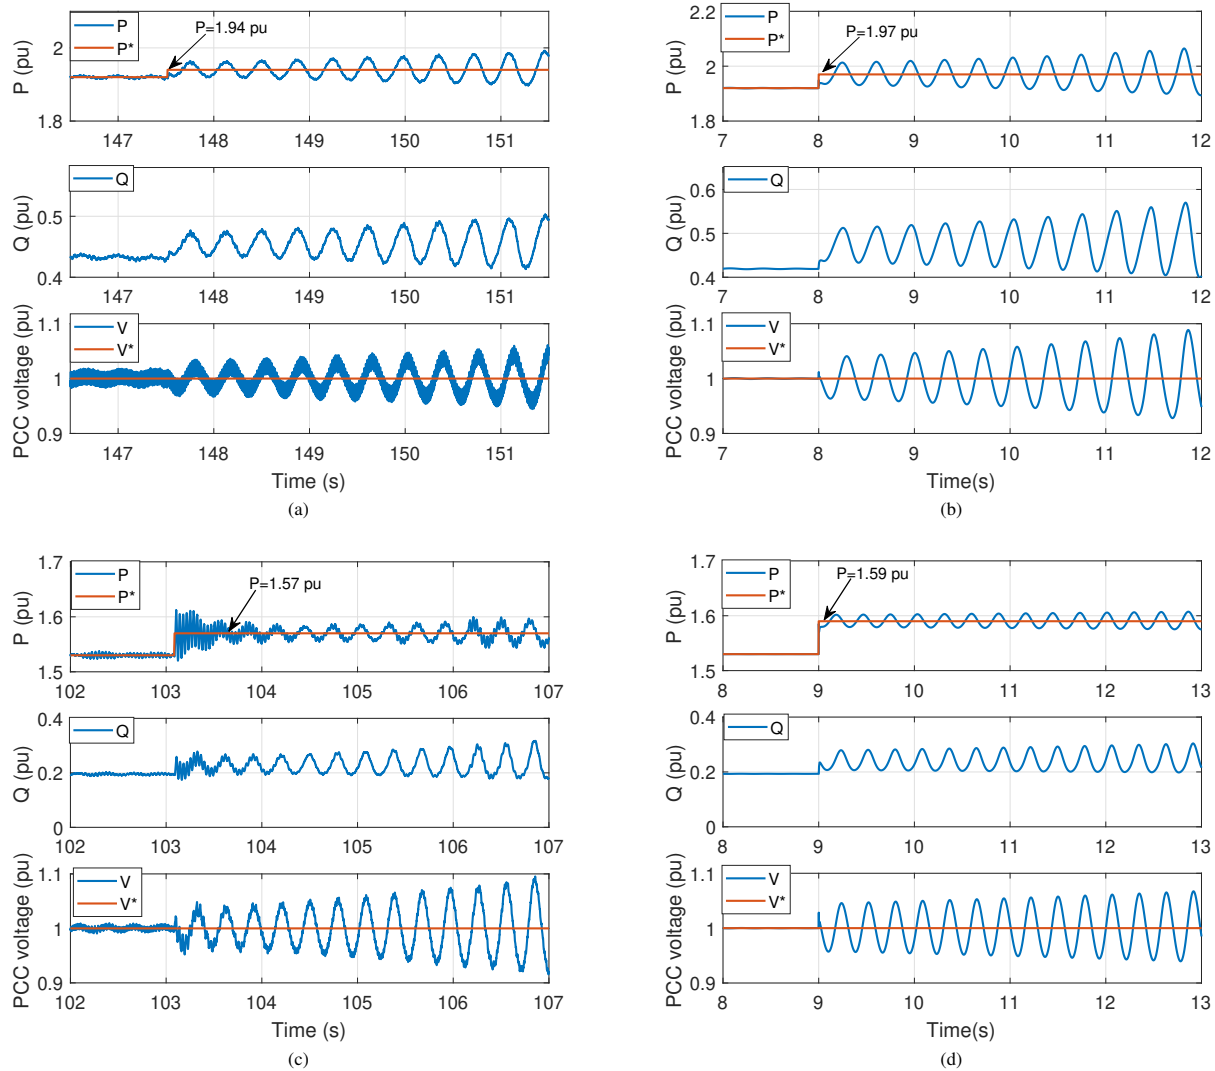 P
P*
P=1.94 pu
2
1.8
P (pu)
147 148 149 150 151
Q
0.5
0.4
Q (pu)
147 148 149 150 151
V
V*
1.1
1
0.9
PCC voltage (pu)
147 148 149 150 151
Time (s)
(a)
P
P*
P=1.97 pu
2.2
2
1.8
P (pu)
7 8 9 10 11 12
Q
0.6
0.5
0.4
Q (pu)
7 8 9 10 11 12
V
V*
1.1
1
0.9
PCC voltage (pu)
7 8 9 10 11 12
Time(s)
(b)
P
P*
P=1.57 pu
1.7
1.6
1.5
P (pu)
102 103 104 105 106 107
Q
0.4
0.2
0
Q (pu)
102 103 104 105 106 107
V
V*
1.1
1
0.9
PCC voltage (pu)
102 103 104 105 106 107
Time (s)
(c)
P
P*
P=1.59 pu
1.7
1.6
1.5
P (pu)
8 9 10 11 12 13
Q
0.4
0.2
0
Q (pu)
8 9 10 11 12 13
V
V*
1.1
1
0.9
PCC voltage (pu)
8 9 10 11 12 13
Time(s)
(d)